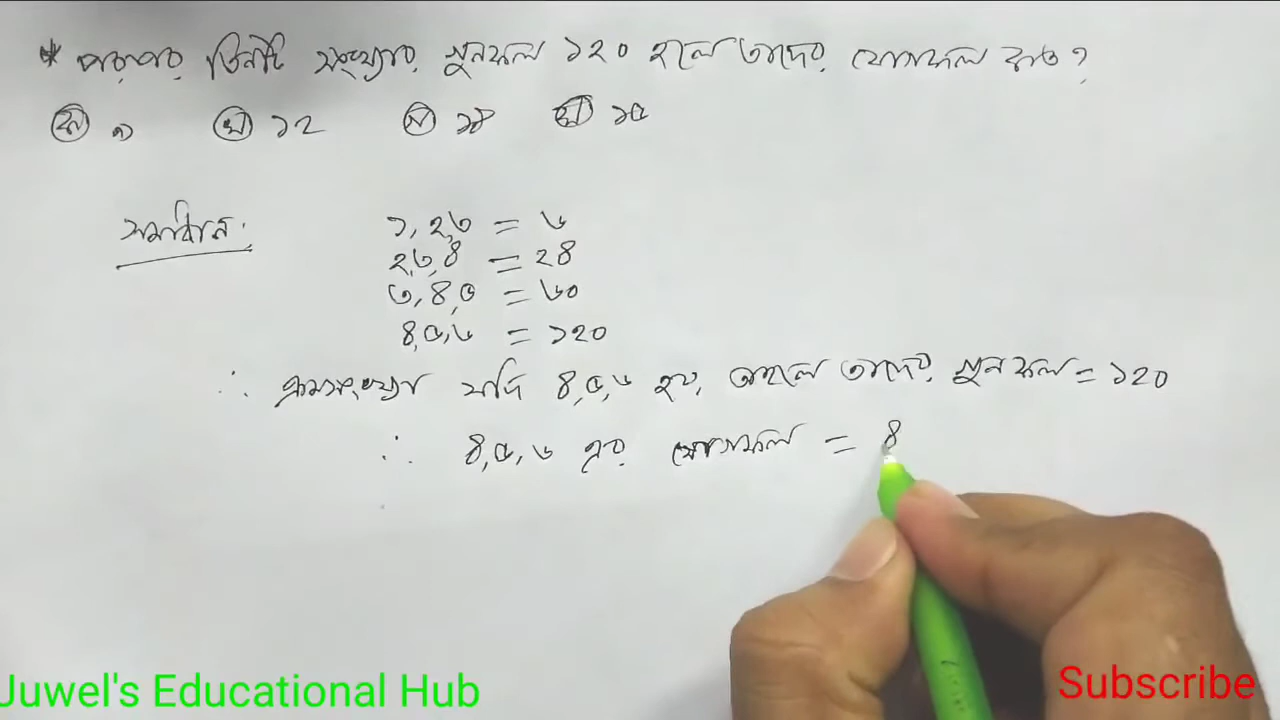 * পরপর তিনটি সংখ্যার গুনফল ১২০ হলে তাদের যোগফল কত?
ক ৯ খ ১২ গ ১৪ ঘ ১৫
সমাধান:
১, ২, ৩ = ৬
২, ৩, ৪ = ২৪
৩, ৪, ৫ = ৬০
৪, ৫, ৬ = ১২০
∴ ক্রমসংখ্যা যদি ৪, ৫, ৬ হয়, তাহলে তাদের গুনফল = ১২০
∴ ৪, ৫, ৬ এর যোগফল = ৪
Juwel's Educational Hub
Subscribe